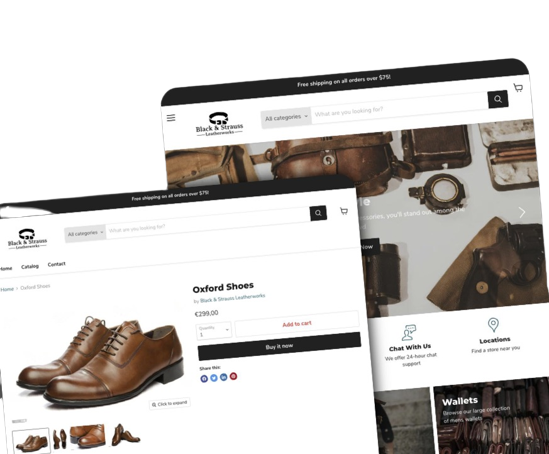 Free shipping on all orders over $75!
Black & Strauss
Leatherworks
All categories
What are you looking for?
you'll stand out among the
Now
Chat With Us
We offer 24-hour chat
support
Locations
Find a store near you
Wallets
Browse our large collection
of mens wallets
Free shipping on all orders over $75!
Black & Strauss
Leatherworks
All categories
What are you looking for?
Home
Catalog
Contact
Home > Oxford Shoes
Oxford Shoes
by Black & Strauss Leatherworks
€299,00
Quantity
1
Add to cart
Buy it now
Share this:
Click to expand